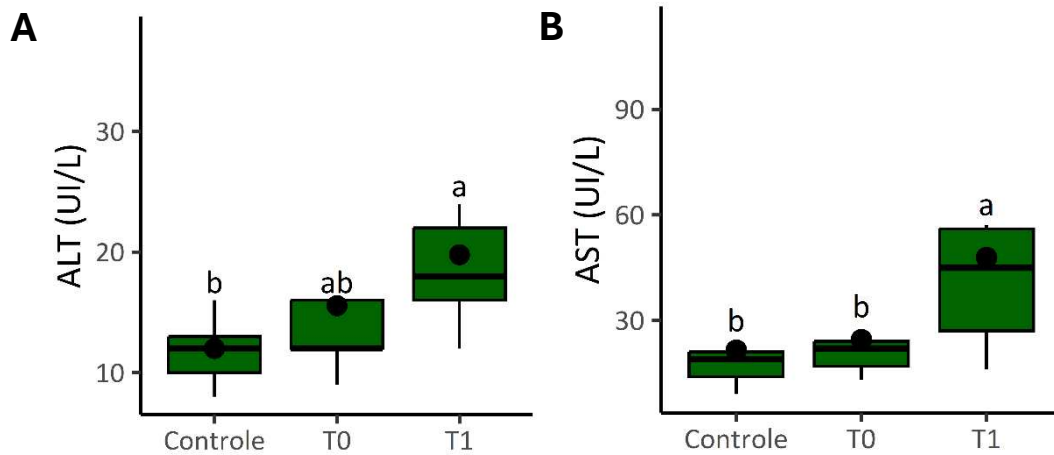 A
ALT (UI/L)
30
20
10
b
ab
a
Controle
T0
T1
B
AST (UI/L)
90
60
30
b
b
a
Controle
T0
T1